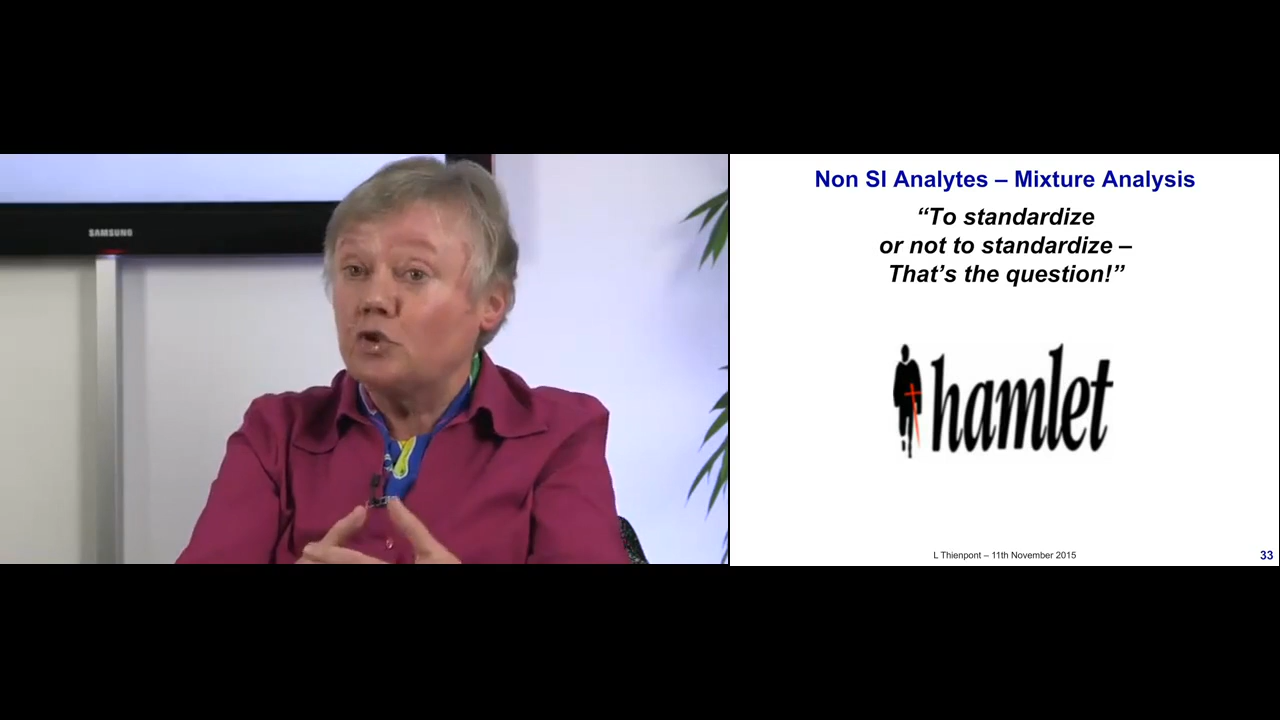 SAMSUNG
Non SI Analytes – Mixture Analysis
“To standardize
or not to standardize –
That’s the question!”
hamlet
L Thienpont – 11th November 2015
33